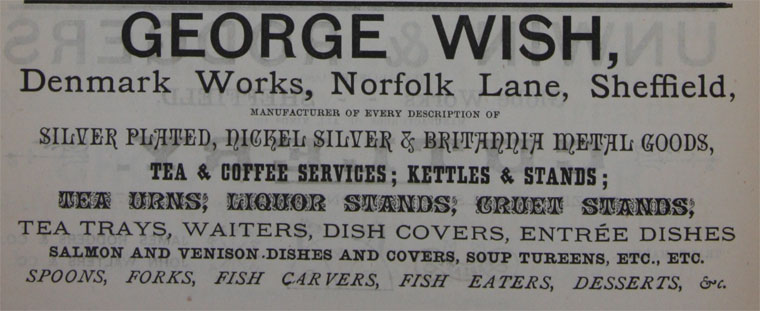 GEORGE WISH,
Denmark Works, Norfolk Lane, Sheffield,
MANUFACTURER OF EVERY DESCRIPTION OF
SILVER PLATED, NICKEL SILVER & BRITANNIA METAL GOODS,
TEA & COFFEE SERVICES; KETTLES & STANDS;
TEA URNS; LIQUOR STANDS; CRUET STANDS;
TEA TRAYS, WAITERS, DISH COVERS, ENTRÉE DISHES
SALMON AND VENISON DISHES AND COVERS, SOUP TUREENS, ETC., ETC.
SPOONS, FORKS, FISH CARVERS, FISH EATERS, DESSERTS, &c.